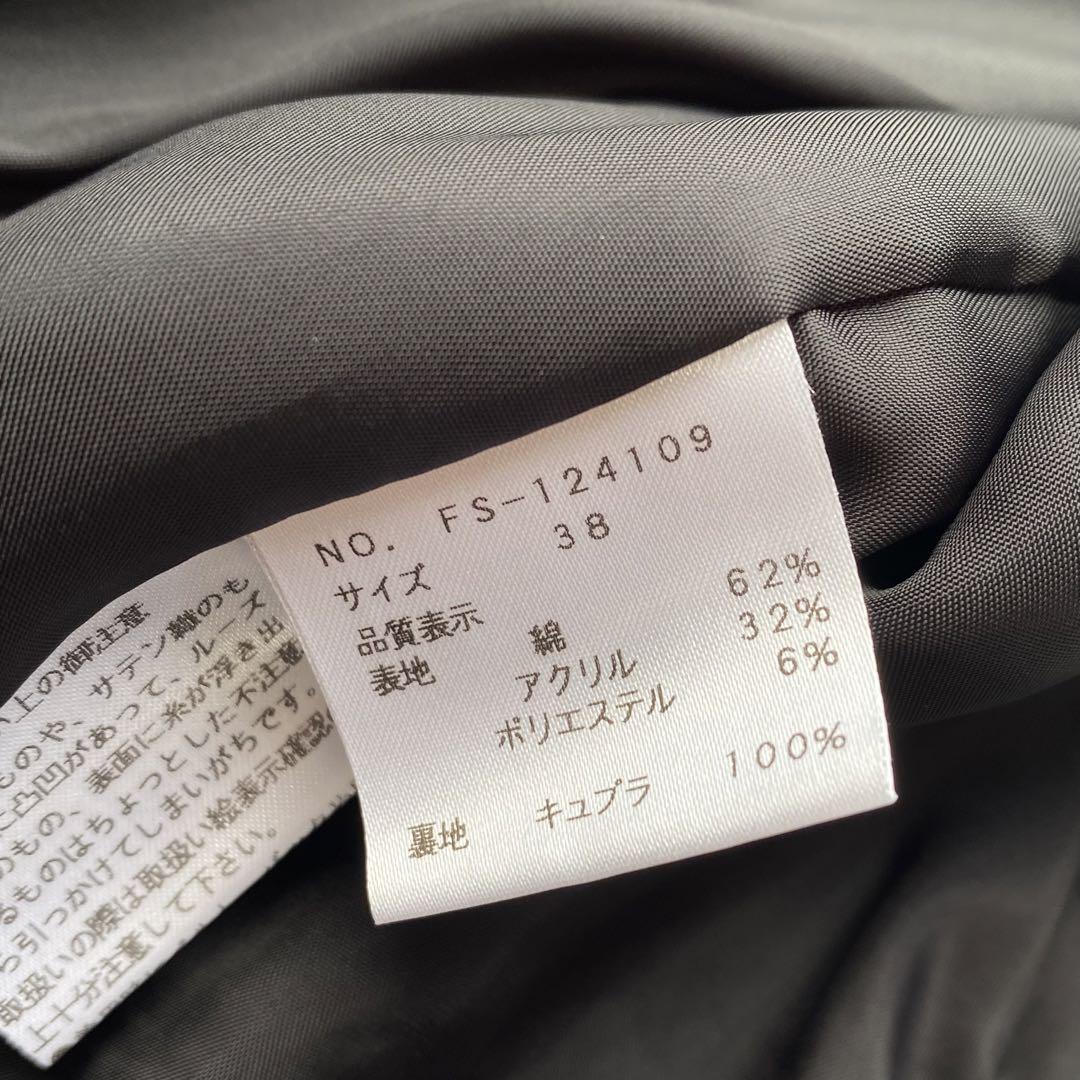 NO. FS-124109
サイズ 38
品質表示
表地 綿 62%
アクリル 32%
ポリエステル 6%
裏地 キュプラ 100%
上の御注意
ものや、サテン織のも
凸凹があって、ルーズ
のもの、表面に糸が浮き出
るものはちょっとした不注意
引っかけてしまいがちです。
取扱いの際は取扱い絵表示確認
上十分注意して下さい。